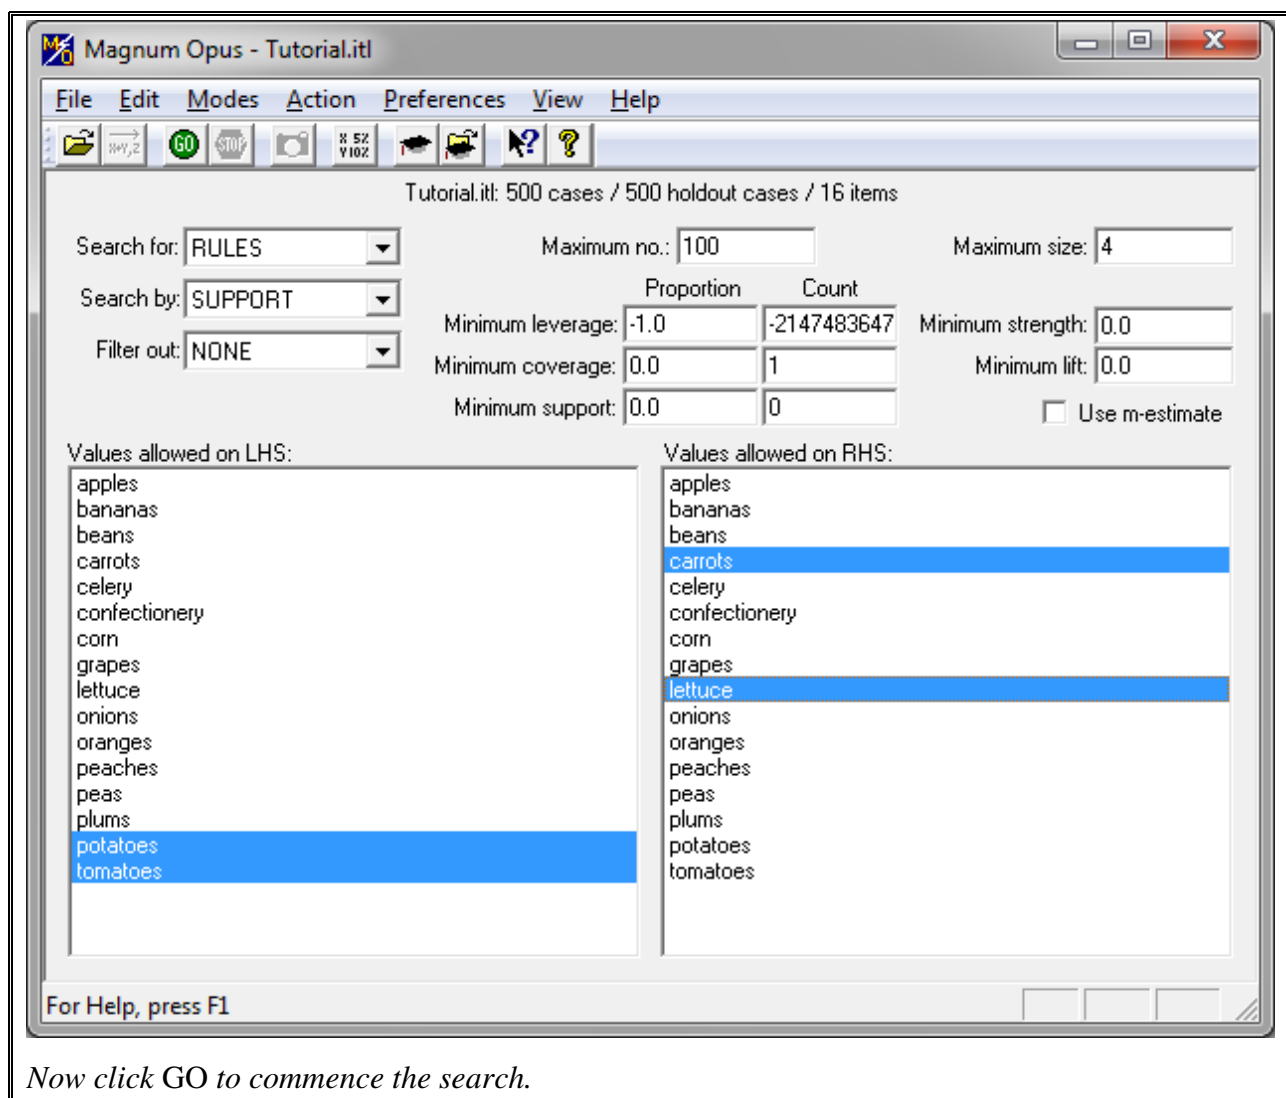 Magnum Opus - Tutorial.itl
File Edit Modes Action Preferences View Help
X+Y,Z GO STOP X 5% Y10% ? ?
Tutorial.itl: 500 cases / 500 holdout cases / 16 items
Search for: RULES Maximum no.: 100 Maximum size: 4
Proportion Count
Search by: SUPPORT
Minimum leverage: -1.0 -2147483647 Minimum strength: 0.0
Filter out: NONE
Minimum coverage: 0.0 1 Minimum lift: 0.0
Minimum support: 0.0 0 Use m-estimate
Values allowed on LHS:
apples
bananas
beans
carrots
celery
confectionery
corn
grapes
lettuce
onions
oranges
peaches
peas
plums
potatoes
tomatoes
Values allowed on RHS:
apples
bananas
beans
carrots
celery
confectionery
corn
grapes
lettuce
onions
oranges
peaches
peas
plums
potatoes
tomatoes
For Help, press F1
Now click GO to commence the search.